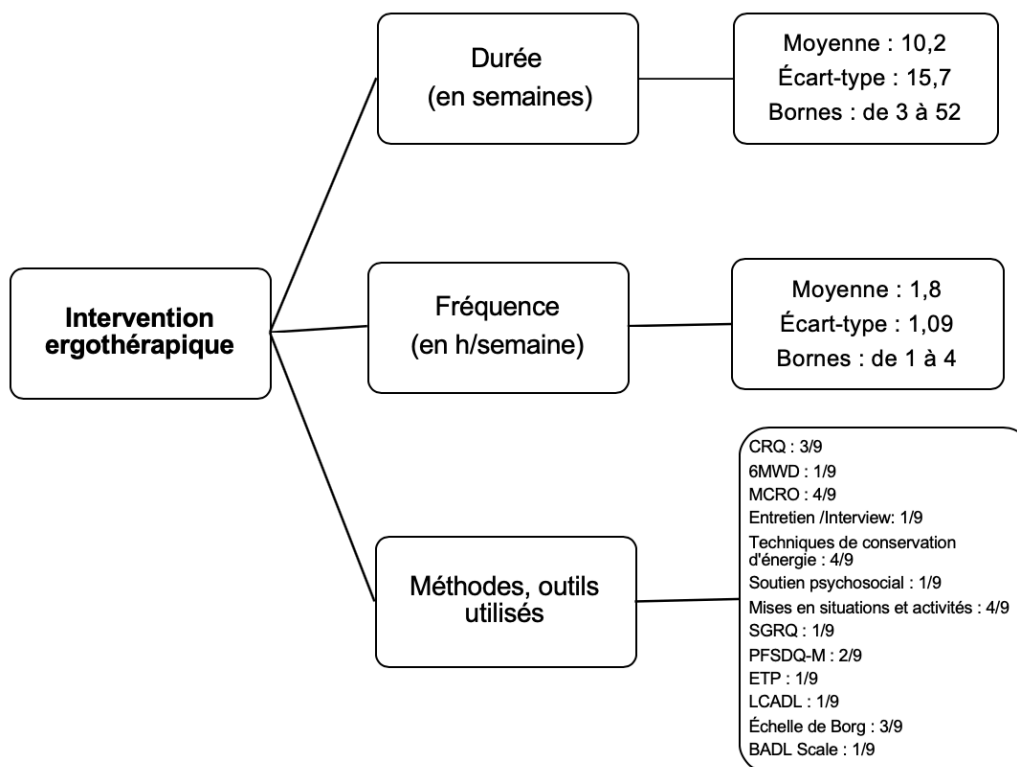 Intervention
ergothérapique
Durée
(en semaines)
Moyenne : 10,2
Écart-type : 15,7
Bornes : de 3 à 52
Fréquence
(en h/semaine)
Moyenne : 1,8
Écart-type : 1,09
Bornes : de 1 à 4
Méthodes, outils
utilisés
CRQ : 3/9
6MWD : 1/9
MCRO : 4/9
Entretien /Interview: 1/9
Techniques de conservation
d'énergie : 4/9
Soutien psychosocial : 1/9
Mises en situations et activités : 4/9
SGRQ : 1/9
PFSDQ-M : 2/9
ETP : 1/9
LCADL : 1/9
Échelle de Borg : 3/9
BADL Scale : 1/9